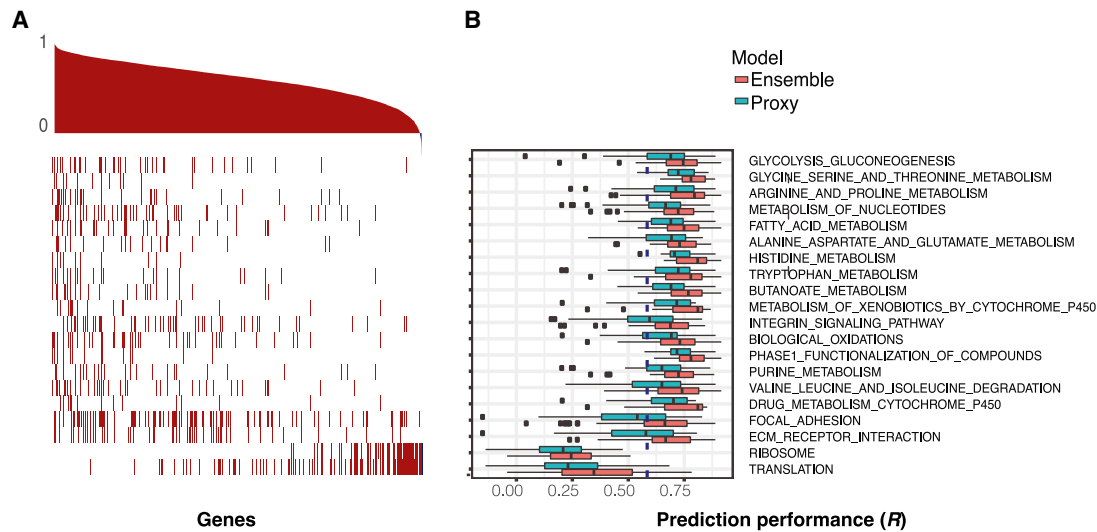 A
B
1
0
Model
Ensemble
Proxy
GLYCOLYSIS_GLUCONEOGENESIS
GLYCINE_SERINE_AND_THREONINE_METABOLISM
ARGININE_AND_PROLINE_METABOLISM
METABOLISM_OF_NUCLEOTIDES
FATTY_ACID_METABOLISM
ALANINE_ASPARTATE_AND_GLUTAMATE_METABOLISM
HISTIDINE_METABOLISM
TRYPTOPHAN_METABOLISM
BUTANOATE_METABOLISM
METABOLISM_OF_XENOBIOTICS_BY_CYTOCHROME_P450
INTEGRIN_SIGNALING_PATHWAY
BIOLOGICAL_OXIDATIONS
PHASE1_FUNCTIONALIZATION_OF_COMPOUNDS
PURINE_METABOLISM
VALINE_LEUCINE_AND_ISOLEUCINE_DEGRADATION
DRUG_METABOLISM_CYTOCHROME_P450
FOCAL_ADHESION
ECM_RECEPTOR_INTERACTION
RIBOSOME
TRANSLATION
0.00 0.25 0.50 0.75
Genes
Prediction performance (R)